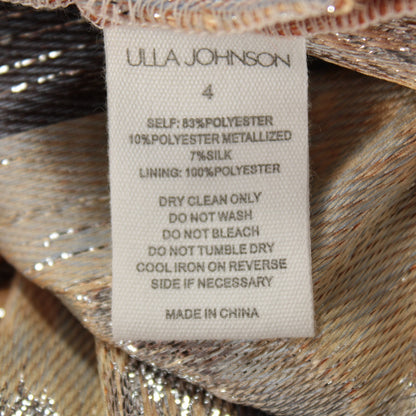 ULLA JOHNSON
4
SELF: 83%POLYESTER
10%POLYESTER METALLIZED
7%SILK
LINING: 100%POLYESTER
DRY CLEAN ONLY
DO NOT WASH
DO NOT BLEACH
DO NOT TUMBLE DRY
COOL IRON ON REVERSE
SIDE IF NECESSARY
MADE IN CHINA